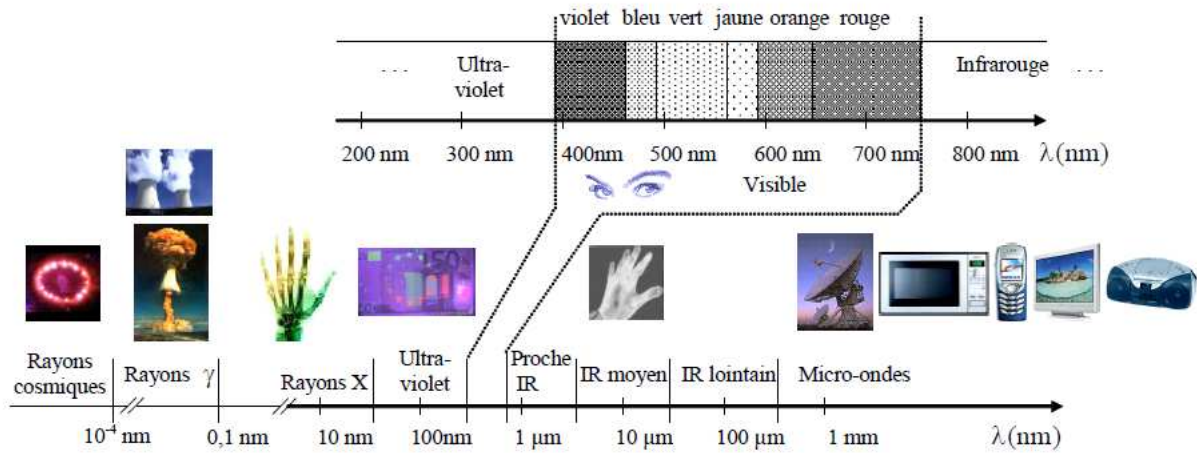 violet bleu vert jaune orange rouge
. . . Ultra-violet Infrarouge . . .
200 nm 300 nm 400nm 500 nm 600 nm 700 nm 800 nm λ(nm)
Visible
50
Rayons cosmiques Rayons γ Rayons X Ultra-violet Proche IR IR moyen IR lointain Micro-ondes
10⁻⁴ nm 0,1 nm 10 nm 100nm 1 µm 10 µm 100 µm 1 mm λ(nm)